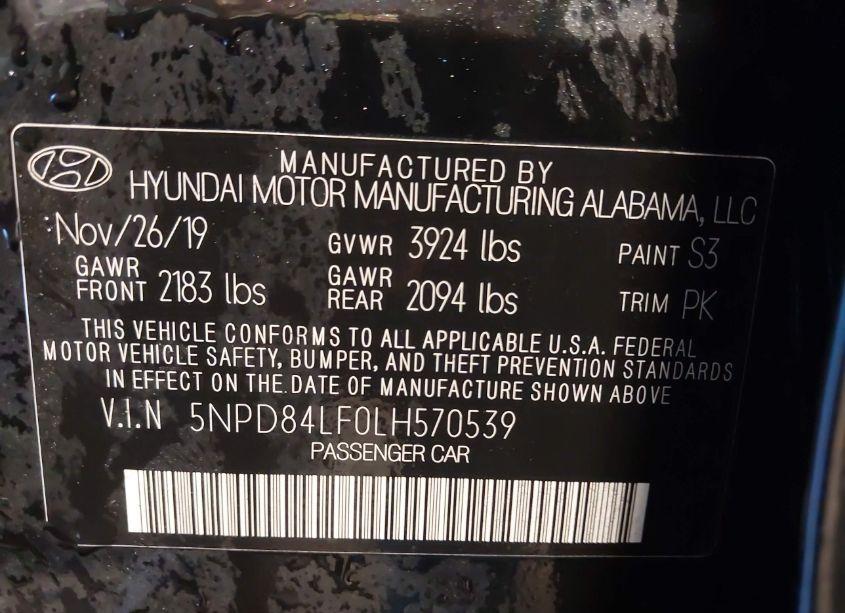 MANUFACTURED BY
HYUNDAI MOTOR MANUFACTURING ALABAMA, LLC
Nov/26/19 GVWR 3924 lbs PAINT S3
GAWR FRONT 2183 lbs GAWR REAR 2094 lbs TRIM PK
THIS VEHICLE CONFORMS TO ALL APPLICABLE U.S.A. FEDERAL
MOTOR VEHICLE SAFETY, BUMPER, AND THEFT PREVENTION STANDARDS
IN EFFECT ON THE DATE OF MANUFACTURE SHOWN ABOVE
V.I.N 5NPD84LF0LH570539
PASSENGER CAR